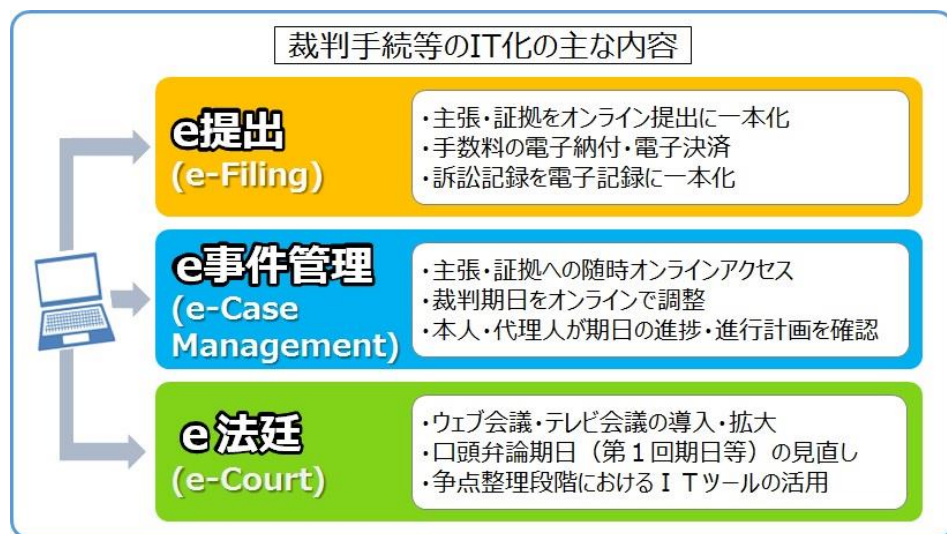 裁判手続等のIT化の主な内容
e提出
(e-Filing)
・主張・証拠をオンライン提出に一本化
・手数料の電子納付・電子決済
・訴訟記録を電子記録に一本化
e事件管理
(e-Case
Management)
・主張・証拠への随時オンラインアクセス
・裁判期日をオンラインで調整
・本人・代理人が期日の進捗・進行計画を確認
e法廷
(e-Court)
・ウェブ会議・テレビ会議の導入・拡大
・口頭弁論期日（第１回期日等）の見直し
・争点整理段階におけるＩＴツールの活用